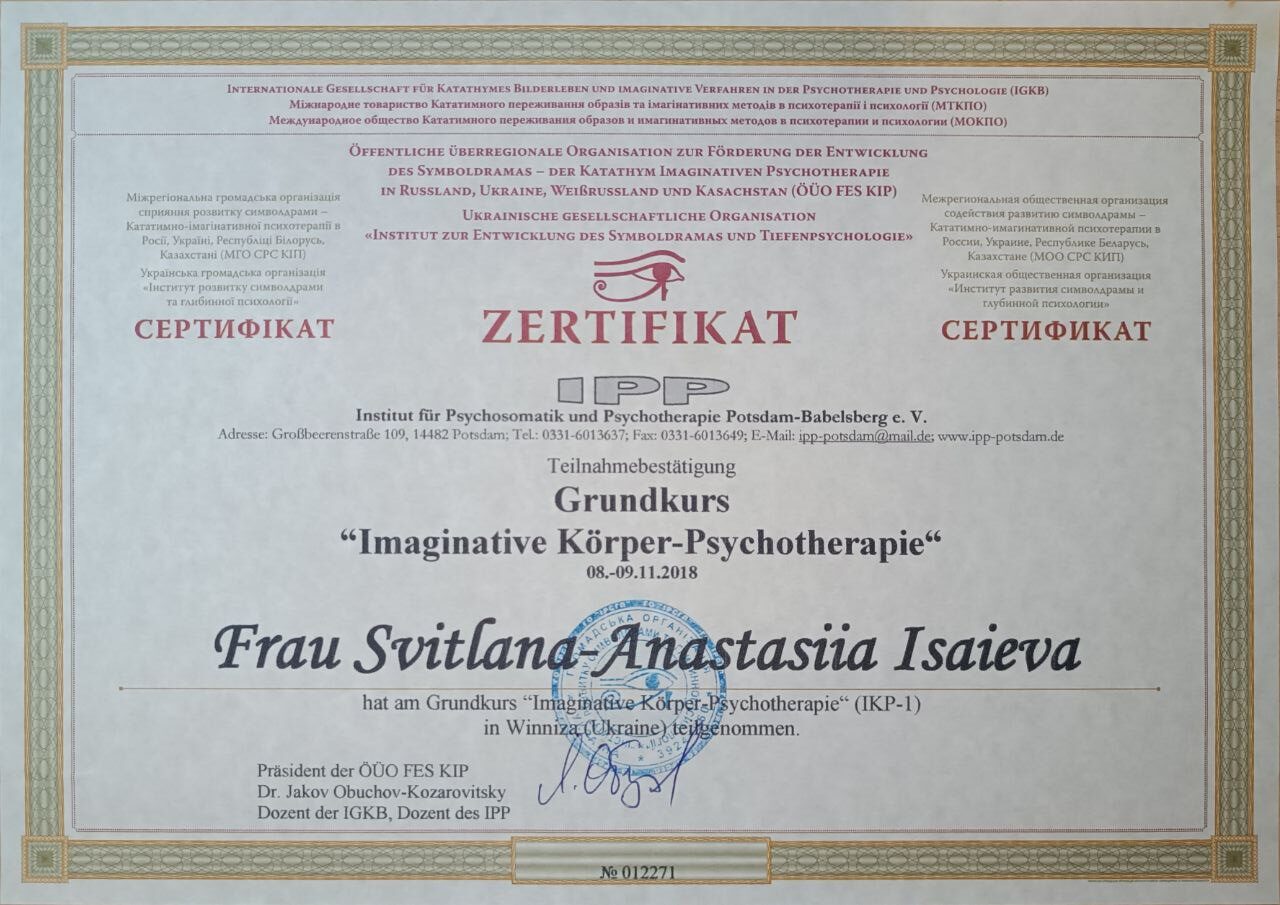 Internationale Gesellschaft für Katathymes Bilderleben und imaginative Verfahren in der Psychotherapie und Psychologie (IGKB)
Міжнародне товариство Кататимного переживання образів та імагінативних методів в психотерапії і психології (МТКПО)
Международное общество Кататимного переживания образов и имагинативных методов в психотерапии и психологии (МОКПО)
Öffentliche überregionale Organisation zur Förderung der Entwicklung
des Symboldramas – der Katathym Imaginativen Psychotherapie
in Russland, Ukraine, Weißrussland und Kasachstan (ÖÜO FES KIP)
Ukrainische gesellschaftliche Organisation
«Institut zur Entwicklung des Symboldramas und Tiefenpsychologie»
Міжрегіональна громадська організація
сприяння розвитку символдрами –
Кататимно-імагінативної психотерапії в
Росії, Україні, Республіці Білорусь,
Казахстані (МГО СРС КІП)
Українська громадська організація
«Інститут розвитку символдрами
та глибинної психології»
СЕРТИФІКАТ
ZERTIFIKAT
Межрегиональная общественная организация
содействия развитию символдрамы –
Кататимно-имагинативной психотерапии в
России, Украине, Республике Беларусь,
Казахстане (МОО СРС КИП)
Украинская общественная организация
«Институт развития символдрамы и
глубинной психологии»
СЕРТИФИКАТ
IPP
Institut für Psychosomatik und Psychotherapie Potsdam-Babelsberg e. V.
Adresse: Großbeerenstraße 109, 14482 Potsdam; Tel.: 0331-6013637; Fax: 0331-6013649; E-Mail: ipp-potsdam@mail.de; www.ipp-potsdam.de
Teilnahmebestätigung
Grundkurs
“Imaginative Körper-Psychotherapie“
08.-09.11.2018
Frau Svitlana-Anastasiia Isaieva
hat am Grundkurs “Imaginative Körper-Psychotherapie“ (IKP-1)
in Winniza (Ukraine) teilgenommen.
Präsident der ÖÜO FES KIP
Dr. Jakov Obuchov-Kozarovitsky
Dozent der IGKB, Dozent des IPP
№ 012271